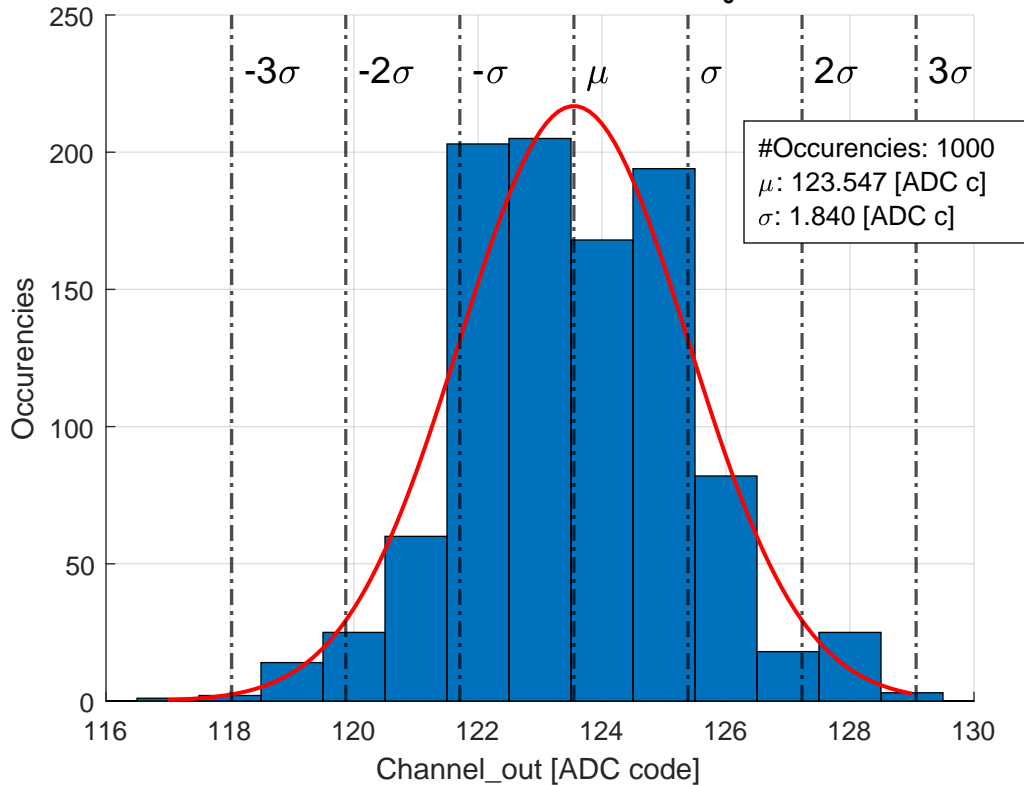 250
200
150
100
50
0
-3σ
-2σ
-σ
μ
σ
2σ
3σ
#Occurencies: 1000
μ: 123.547 [ADC c]
σ: 1.840 [ADC c]
Occurencies
116
118
120
122
124
126
128
130
Channel_out [ADC code]